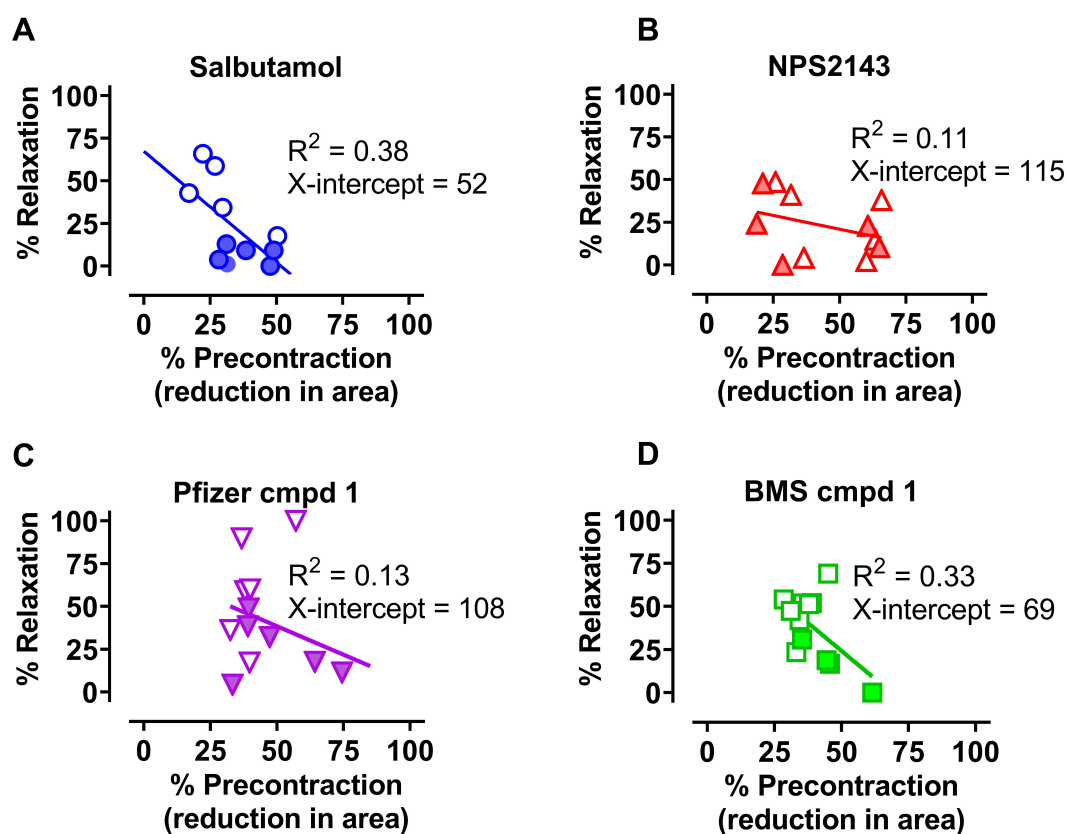 A
Salbutamol
% Relaxation
100
75
50
25
0
R² = 0.38
X-intercept = 52
0 25 50 75 100
% Precontraction
(reduction in area)
B
NPS2143
% Relaxation
100
75
50
25
0
R² = 0.11
X-intercept = 115
0 25 50 75 100
% Precontraction
(reduction in area)
C
Pfizer cmpd 1
% Relaxation
100
75
50
25
0
R² = 0.13
X-intercept = 108
0 25 50 75 100
% Precontraction
(reduction in area)
D
BMS cmpd 1
% Relaxation
100
75
50
25
0
R² = 0.33
X-intercept = 69
0 25 50 75 100
% Precontraction
(reduction in area)